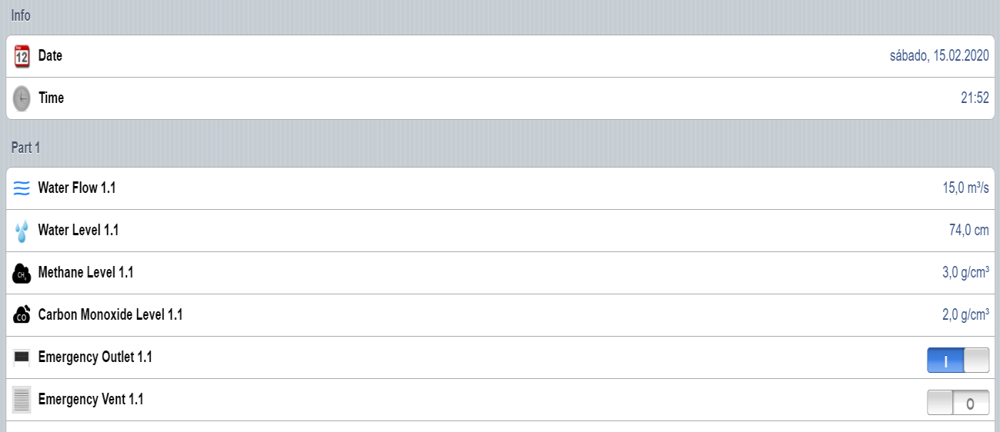 Info
12 Date sábado, 15.02.2020
Time 21:52
Part 1
Water Flow 1.1 15,0 m³/s
Water Level 1.1 74,0 cm
CH₄ Methane Level 1.1 3,0 g/cm³
CO Carbon Monoxide Level 1.1 2,0 g/cm³
Emergency Outlet 1.1 I
Emergency Vent 1.1 O